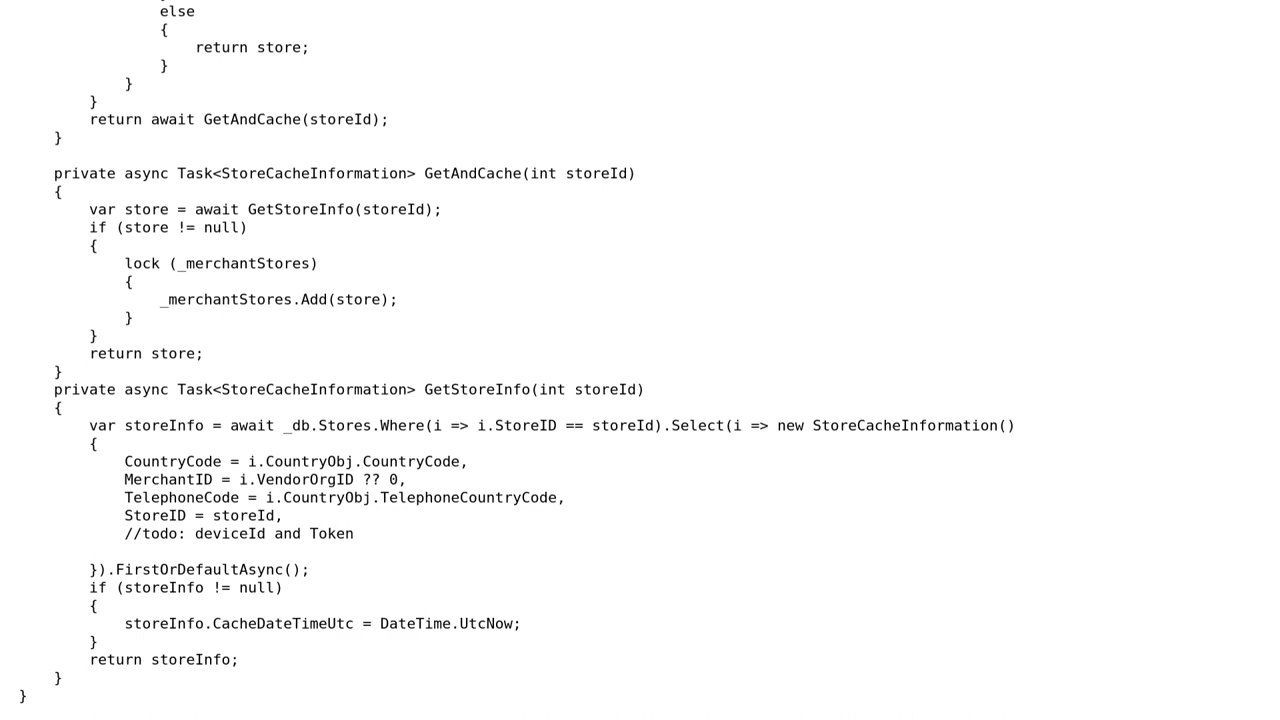 else
{
return store;
}
}
}
return await GetAndCache(storeId);
}
private async Task<StoreCacheInformation> GetAndCache(int storeId)
{
var store = await GetStoreInfo(storeId);
if (store != null)
{
lock (_merchantStores)
{
_merchantStores.Add(store);
}
}
return store;
}
private async Task<StoreCacheInformation> GetStoreInfo(int storeId)
{
var storeInfo = await _db.Stores.Where(i => i.StoreID == storeId).Select(i => new StoreCacheInformation()
{
CountryCode = i.CountryObj.CountryCode,
MerchantID = i.VendorOrgID ?? 0,
TelephoneCode = i.CountryObj.TelephoneCountryCode,
StoreID = storeId,
//todo: deviceId and Token
}).FirstOrDefaultAsync();
if (storeInfo != null)
{
storeInfo.CacheDateTimeUtc = DateTime.UtcNow;
}
return storeInfo;
}
}